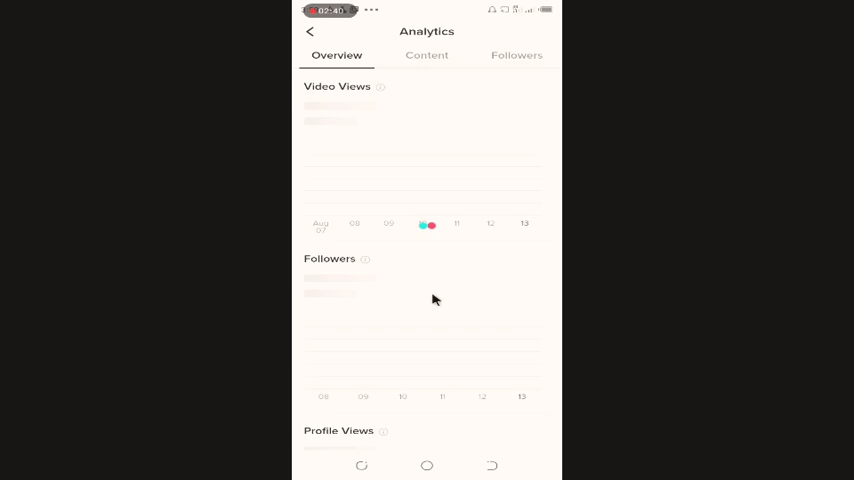 02:40
Analytics
Overview Content Followers
Video Views
Aug 07 08 09 10 11 12 13
Followers
08 09 10 11 12 13
Profile Views